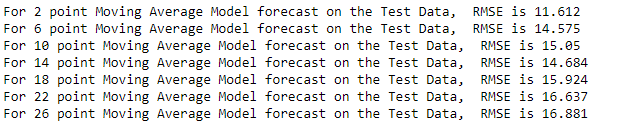 For 2 point Moving Average Model forecast on the Test Data,  RMSE is 11.612
For 6 point Moving Average Model forecast on the Test Data,  RMSE is 14.575
For 10 point Moving Average Model forecast on the Test Data,  RMSE is 15.05
For 14 point Moving Average Model forecast on the Test Data,  RMSE is 14.684
For 18 point Moving Average Model forecast on the Test Data,  RMSE is 15.924
For 22 point Moving Average Model forecast on the Test Data,  RMSE is 16.637
For 26 point Moving Average Model forecast on the Test Data,  RMSE is 16.881